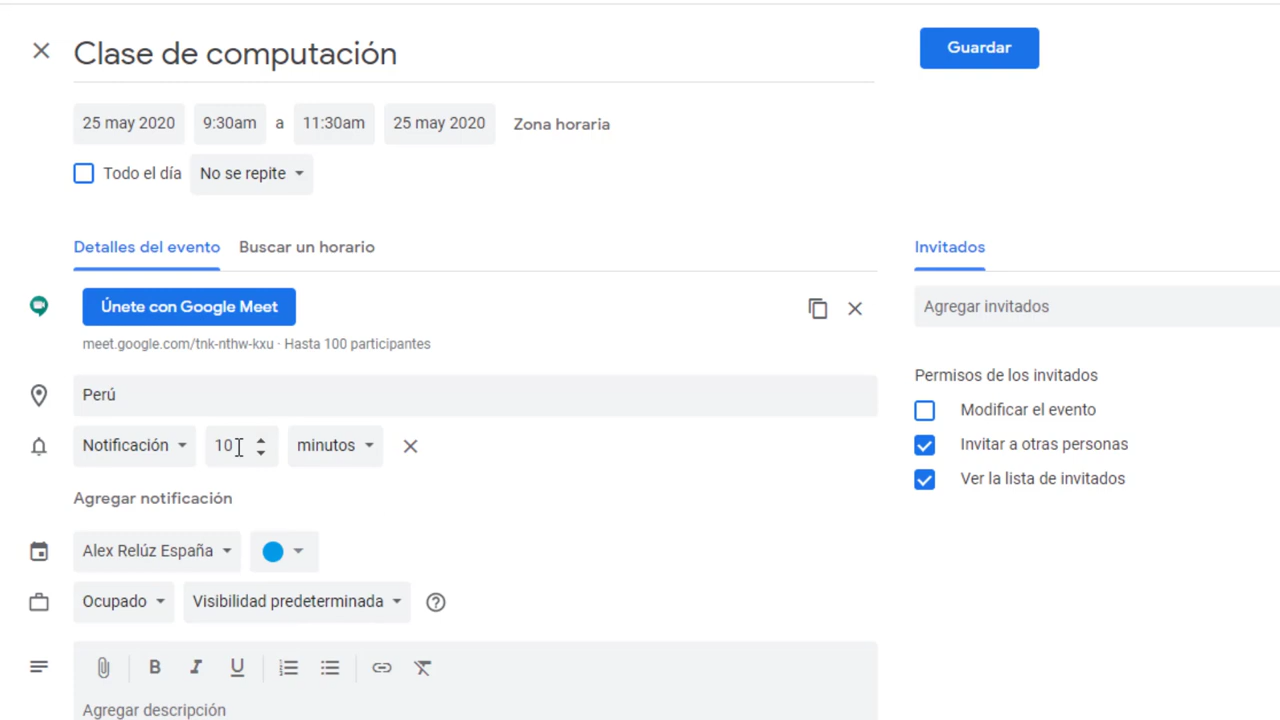 Clase de computación
Guardar
25 may 2020 9:30am a 11:30am 25 may 2020 Zona horaria
Todo el día No se repite
Detalles del evento Buscar un horario
Invitados
Únete con Google Meet
Agregar invitados
meet.google.com/tnk-nthw-kxu · Hasta 100 participantes
Permisos de los invitados
Perú
Modificar el evento
Notificación 10 minutos
Invitar a otras personas
Ver la lista de invitados
Agregar notificación
Alex Relúz España
Ocupado Visibilidad predeterminada
B I U
Agregar descripción